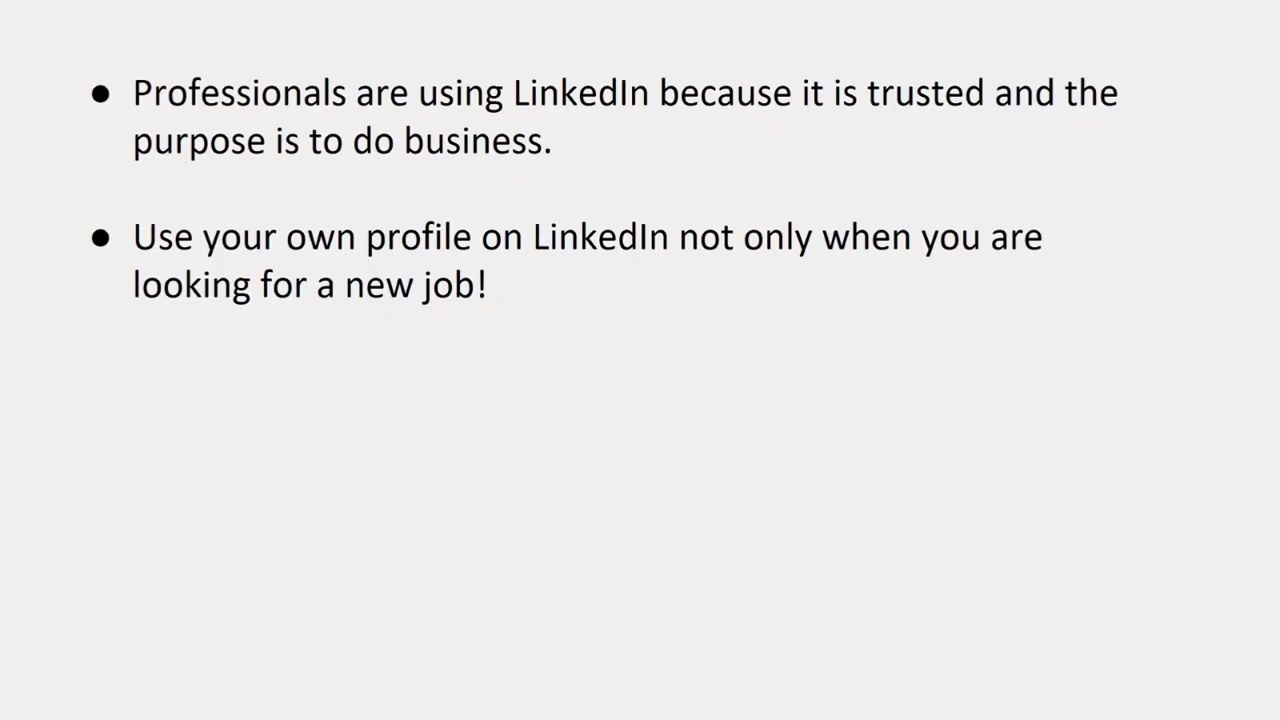 ● Professionals are using LinkedIn because it is trusted and the
purpose is to do business.
● Use your own profile on LinkedIn not only when you are
looking for a new job!